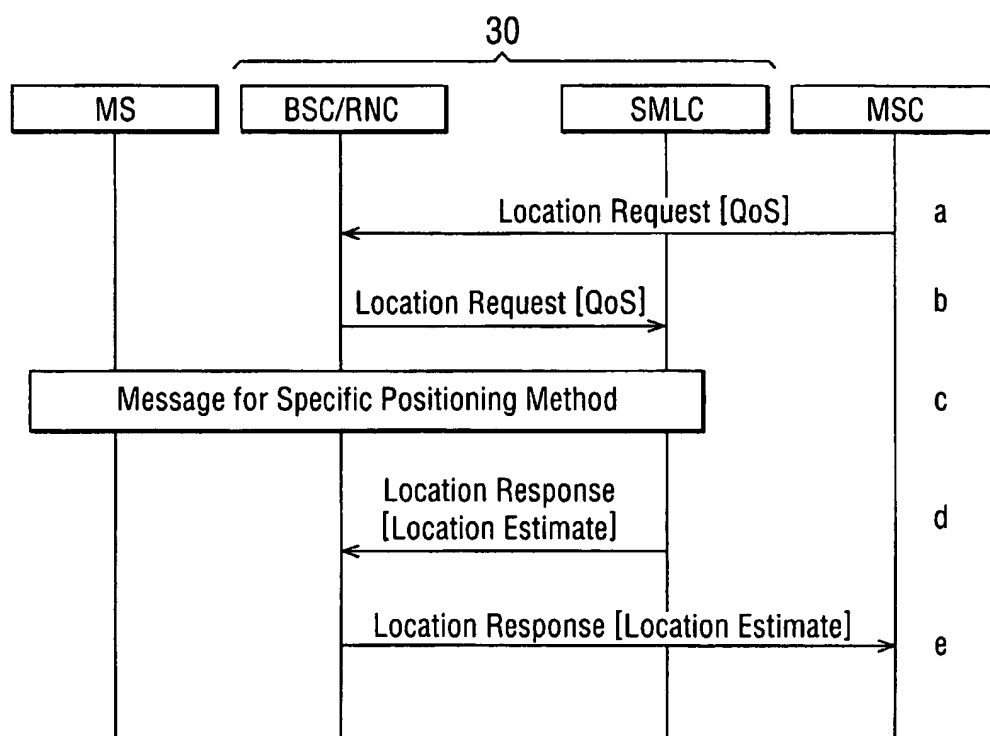 30
MS
BSC/RNC
SMLC
MSC
Location Request [QoS]
a
Location Request [QoS]
b
Message for Specific Positioning Method
c
Location Response
[Location Estimate]
d
Location Response [Location Estimate]
e